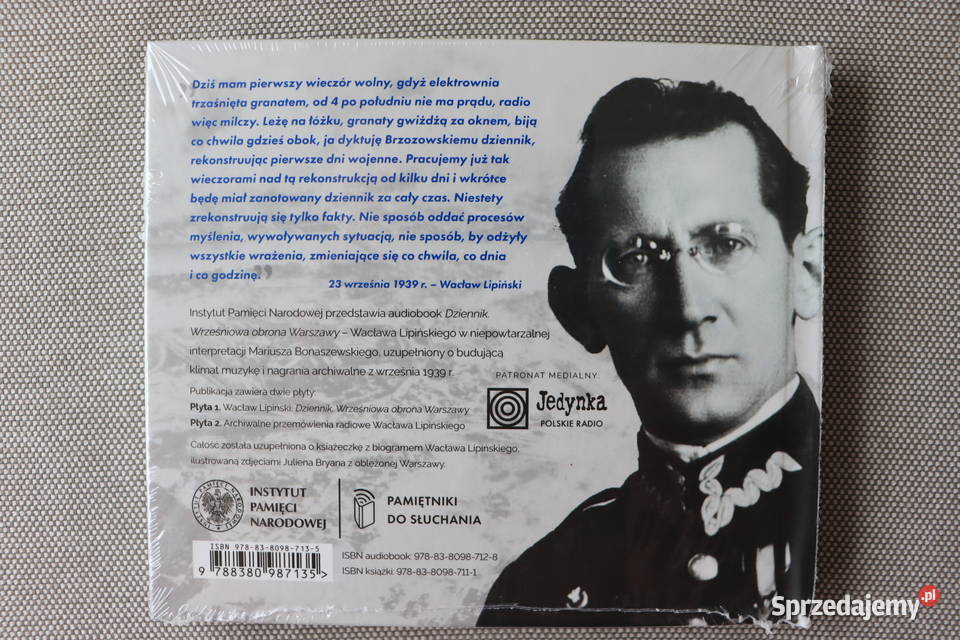 Dziś mam pierwszy wieczór wolny, gdyż elektrownia
trzaśnięta granatem, od 4 po południu nie ma prądu, radio
więc milczy. Leżę na łóżku, granaty gwiżdżą za oknem, biją
co chwila gdzieś obok, ja dyktuję Brzozowskiemu dziennik,
rekonstruując pierwsze dni wojenne. Pracujemy już tak
wieczorami nad tą rekonstrukcją od kilku dni i wkrótce
będę miał zanotowany dziennik za cały czas. Niestety
zrekonstruują się tylko fakty. Nie sposób oddać procesów
myślenia, wywoływanych sytuacją, nie sposób, by odżyły
wszystkie wrażenia, zmieniające się co chwila, co dnia
i co godzinę.”
23 września 1939 r. – Wacław Lipiński
Instytut Pamięci Narodowej przedstawia audiobook Dziennik.
Wrześniowa obrona Warszawy – Wacława Lipińskiego w niepowtarzalnej
interpretacji Mariusza Bonaszewskiego, uzupełniony o budującą
klimat muzykę i nagrania archiwalne z września 1939 r.
PATRONAT MEDIALNY:
Jedynka
POLSKIE RADIO
Publikacja zawiera dwie płyty:
Płyta 1. Wacław Lipiński. Dziennik. Wrześniowa obrona Warszawy
Płyta 2. Archiwalne przemówienia radiowe Wacława Lipińskiego
Całość została uzupełniona o książeczkę z biogramem Wacława Lipińskiego,
ilustrowaną zdjęciami Juliena Bryana z oblężonej Warszawy.
INSTYTUT
PAMIĘCI
NARODOWEJ
PAMIĘTNIKI
DO SŁUCHANIA
ISBN 978-83-8098-713-5
9 788380 987135 >
ISBN audiobook: 978-83-8098-712-8
ISBN książki: 978-83-8098-711-1
Sprzedajemy.pl